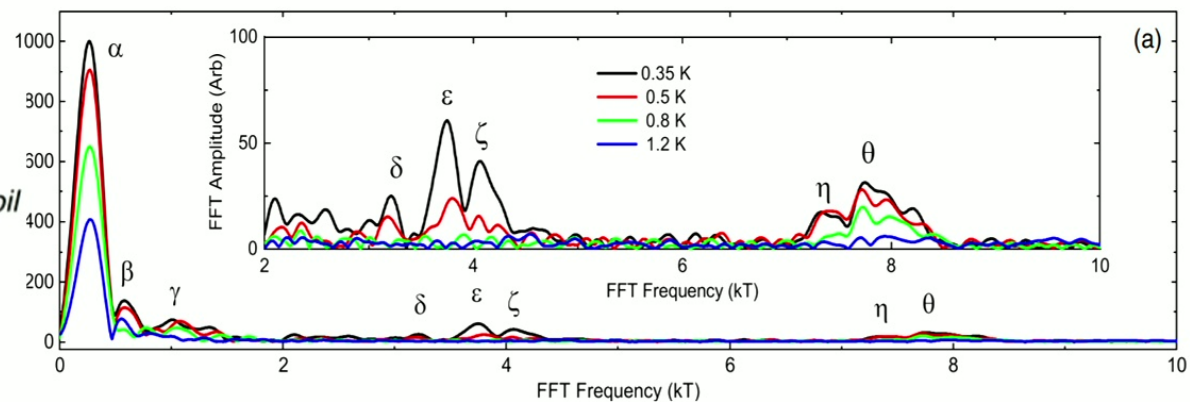 (a)
1000
800
600
400
200
0
α
β
γ
δ
ε
ζ
η
θ
0 2 4 6 8 10
FFT Frequency (kT)
100
50
0
FFT Amplitude (Arb)
0.35 K
0.5 K
0.8 K
1.2 K
δ
ε
ζ
η
θ
2 4 6 8 10
FFT Frequency (kT)
oil